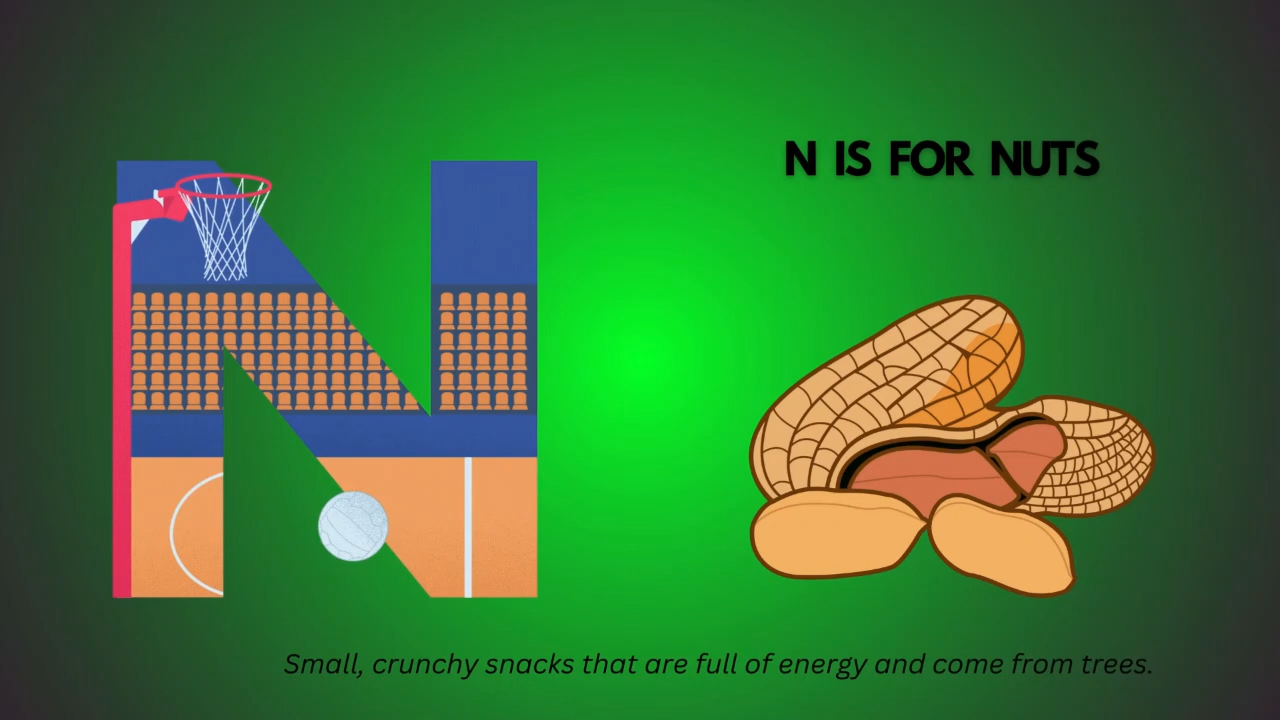 N
N IS FOR NUTS
Small, crunchy snacks that are full of energy and come from trees.